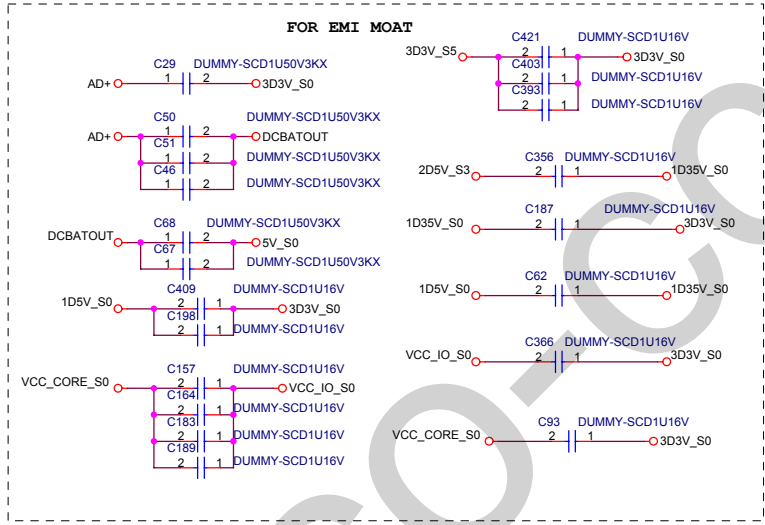 FOR EMI MOAT
C29 DUMMY-SCD1U50V3KX
AD+ 1 2 3D3V_S0
C50 DUMMY-SCD1U50V3KX
AD+ 1 2 DCBATOUT
C51 DUMMY-SCD1U50V3KX
1 2
C46 DUMMY-SCD1U50V3KX
1 2
C68 DUMMY-SCD1U50V3KX
DCBATOUT 1 2 5V_S0
C67 DUMMY-SCD1U50V3KX
1 2
C409 DUMMY-SCD1U16V
1D5V_S0 2 1 3D3V_S0
C198 DUMMY-SCD1U16V
2 1
C157 DUMMY-SCD1U16V
VCC_CORE_S0 2 1 VCC_IO_S0
C164 DUMMY-SCD1U16V
2 1
C183 DUMMY-SCD1U16V
2 1
C189 DUMMY-SCD1U16V
2 1
C421 DUMMY-SCD1U16V
3D3V_S5 2 1 3D3V_S0
C403 DUMMY-SCD1U16V
2 1
C393 DUMMY-SCD1U16V
2 1
C356 DUMMY-SCD1U16V
2D5V_S3 2 1 1D35V_S0
C187 DUMMY-SCD1U16V
1D35V_S0 2 1 3D3V_S0
C62 DUMMY-SCD1U16V
1D5V_S0 2 1 1D35V_S0
C366 DUMMY-SCD1U16V
VCC_IO_S0 2 1 3D3V_S0
C93 DUMMY-SCD1U16V
VCC_CORE_S0 2 1 3D3V_S0